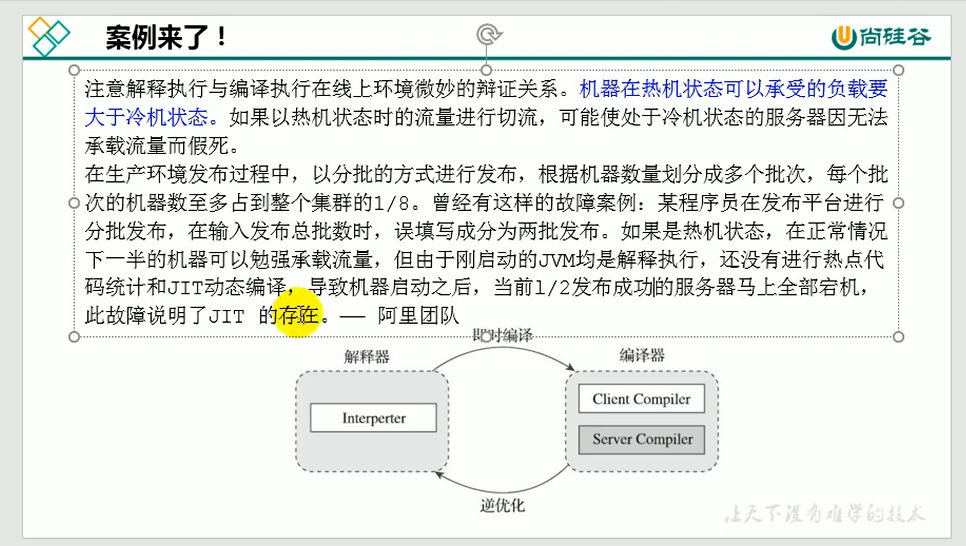 案例来了！
尚硅谷
注意解释执行与编译执行在线上环境微妙的辩证关系。机器在热机状态可以承受的负载要
大于冷机状态。如果以热机状态时的流量进行切流，可能使处于冷机状态的服务器因无法
承载流量而假死。
在生产环境发布过程中，以分批的方式进行发布，根据机器数量划分成多个批次，每个批
次的机器数至多占到整个集群的1/8。曾经有这样的故障案例：某程序员在发布平台进行
分批发布，在输入发布总批数时，误填写成分为两批发布。如果是热机状态，在正常情况
下一半的机器可以勉强承载流量，但由于刚启动的JVM均是解释执行，还没有进行热点代
码统计和JIT动态编译，导致机器启动之后，当前1/2发布成功的服务器马上全部宕机，
此故障说明了JIT 的存在。—— 阿里团队
即时编译
解释器
编译器
Interperter
Client Compiler
Server Compiler
逆优化
让天下没有难学的技术